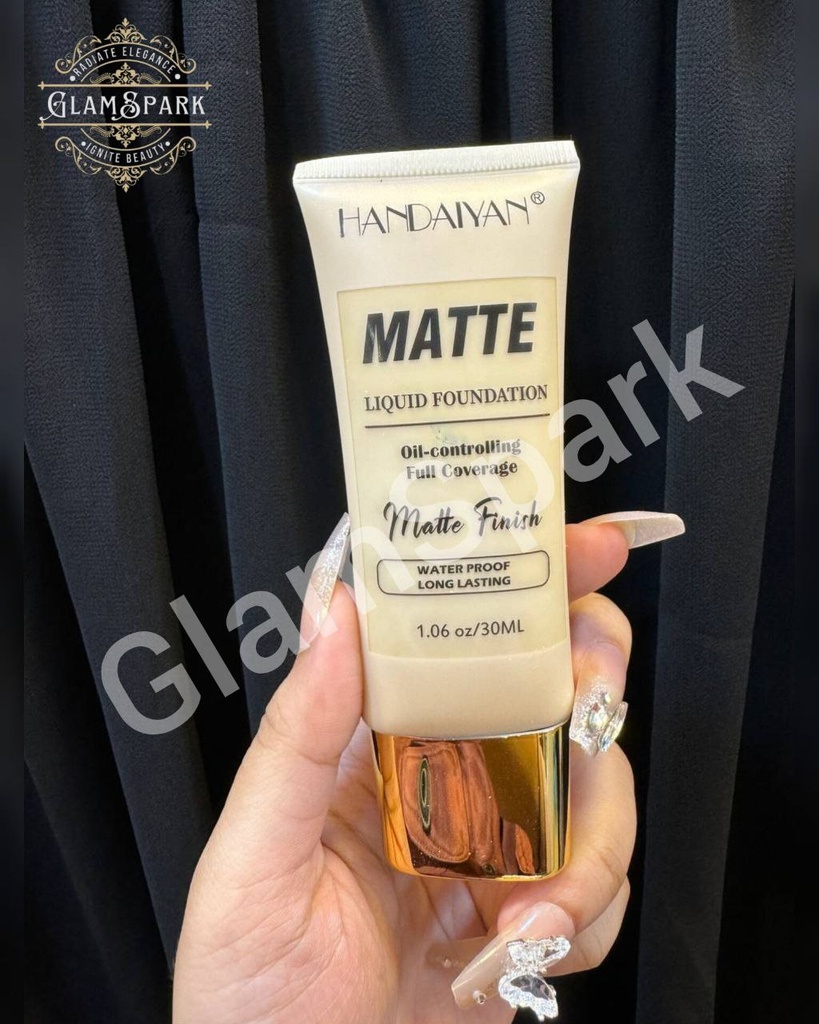 RADIATE ELEGANCE
GLAMSPARK
IGNITE BEAUTY
HANDAIYAN®
MATTE
LIQUID FOUNDATION
Oil-controlling
Full Coverage
Matte Finish
WATER PROOF
LONG LASTING
1.06 oz/30ML
GlamSpark